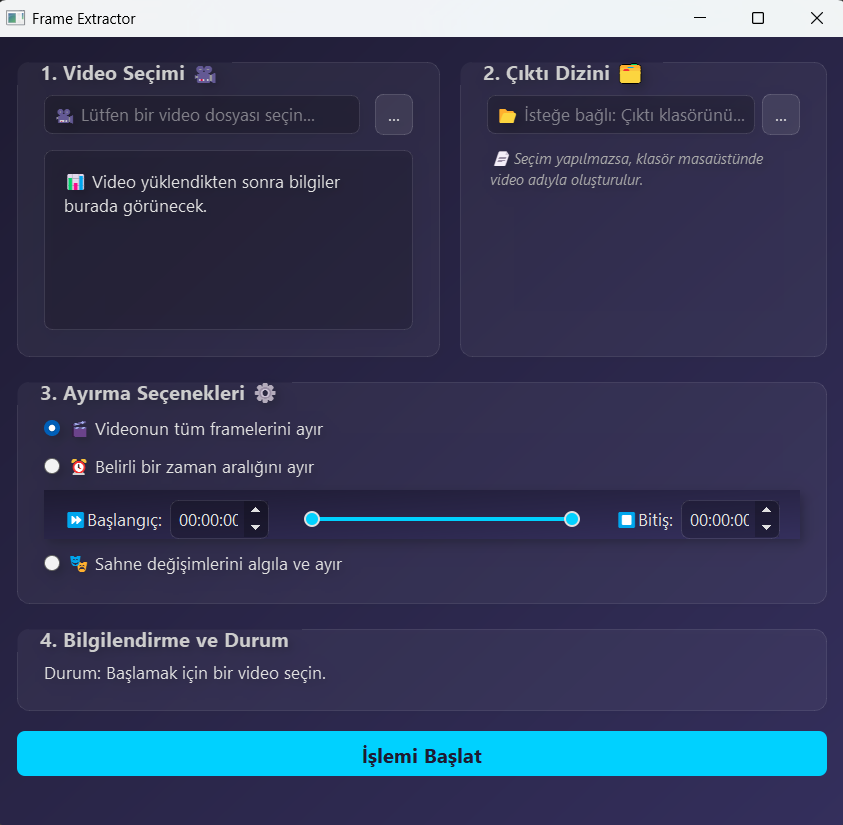 Frame Extractor
1. Video Seçimi
Lütfen bir video dosyası seçin...
...
Video yüklendikten sonra bilgiler
burada görünecek.
2. Çıktı Dizini
İsteğe bağlı: Çıktı klasörünü...
...
Seçim yapılmazsa, klasör masaüstünde
video adıyla oluşturulur.
3. Ayırma Seçenekleri
Videonun tüm framelerini ayır
Belirli bir zaman aralığını ayır
Başlangıç: 00:00:00
Bitiş: 00:00:00
Sahne değişimlerini algıla ve ayır
4. Bilgilendirme ve Durum
Durum: Başlamak için bir video seçin.
İşlemi Başlat